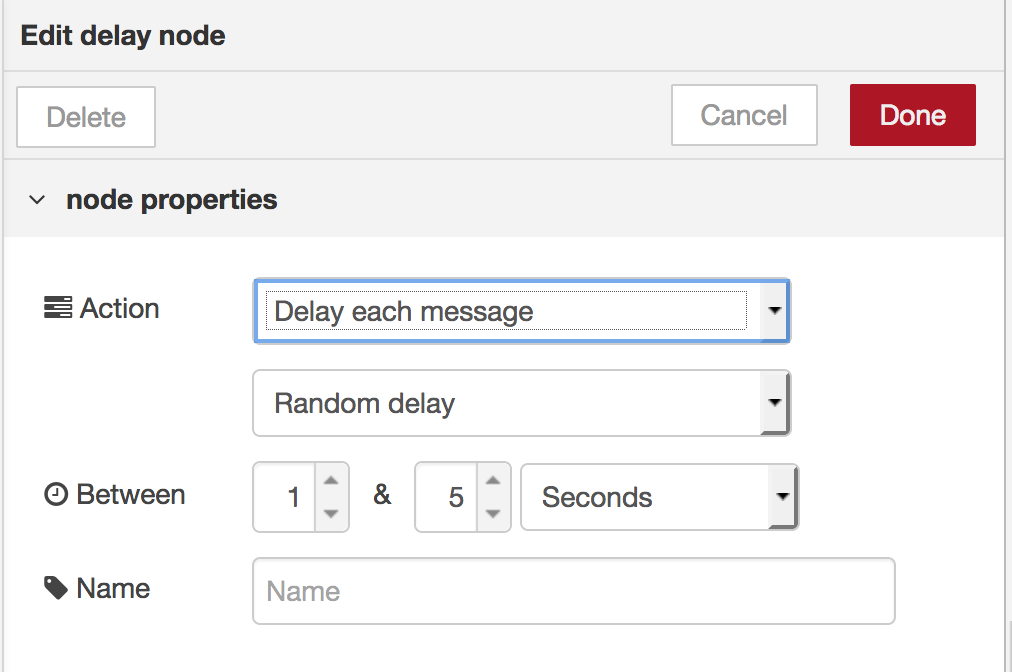 Edit delay node
Delete Cancel Done
node properties
Action Delay each message
Random delay
Between 1 & 5 Seconds
Name Name